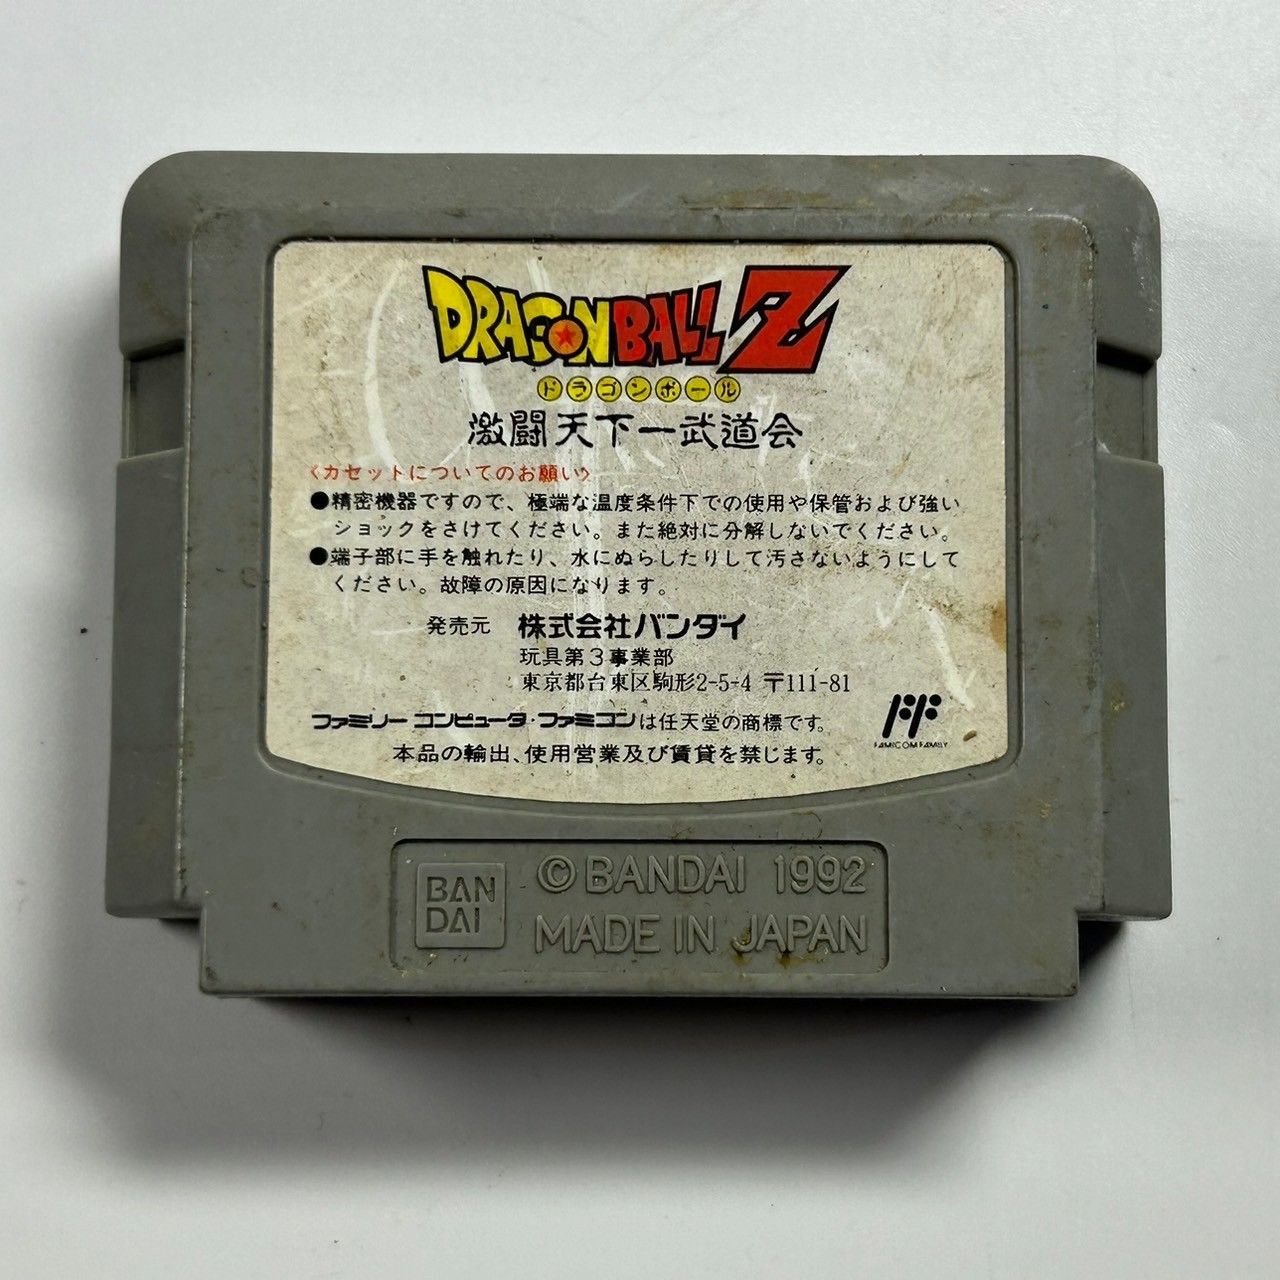 DRAGONBALL Z
ドラゴンボール
激闘天下一武道会
〈カセットについてのお願い〉
●精密機器ですので、極端な温度条件下での使用や保管および強い
ショックをさけてください。また絶対に分解しないでください。
●端子部に手を触れたり、水にぬらしたりして汚さないようにして
ください。故障の原因になります。
発売元 株式会社バンダイ
玩具第3事業部
東京都台東区駒形2-5-4 〒111-81
ファミリーコンピュータ・ファミコンは任天堂の商標です。
FAMICOM FAMILY
本品の輸出、使用営業及び賃貸を禁じます。
BAN
DAI
©BANDAI 1992
MADE IN JAPAN